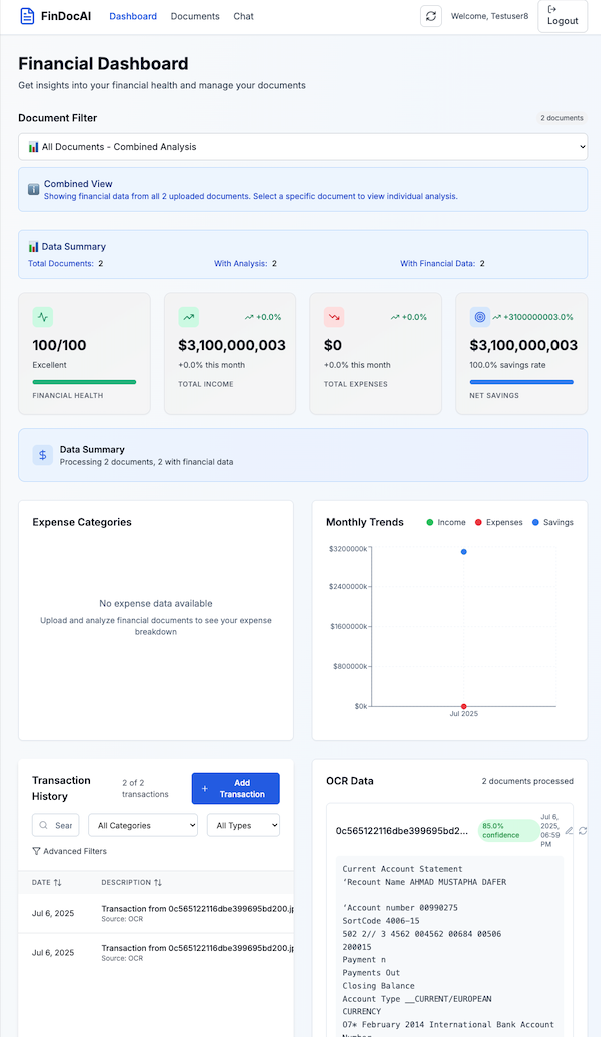 FinDocAI
Dashboard
Documents
Chat
Welcome, Testuser8
Logout
Financial Dashboard
Get insights into your financial health and manage your documents
Document Filter
2 documents
All Documents - Combined Analysis
Combined View
Showing financial data from all 2 uploaded documents. Select a specific document to view individual analysis.
Data Summary
Total Documents: 2
With Analysis: 2
With Financial Data: 2
100/100
Excellent
FINANCIAL HEALTH
+0.0%
$3,100,000,003
+0.0% this month
TOTAL INCOME
+0.0%
$0
+0.0% this month
TOTAL EXPENSES
+3100000003.0%
$3,100,000,003
100.0% savings rate
NET SAVINGS
Data Summary
Processing 2 documents, 2 with financial data
Expense Categories
No expense data available
Upload and analyze financial documents to see your expense
breakdown
Monthly Trends
Income
Expenses
Savings
$3200000k
$2400000k
$1600000k
$800000k
$0k
Jul 2025
Transaction
History
2 of 2
transactions
+ Add
Transaction
Sear
All Categories
All Types
Advanced Filters
DATE
DESCRIPTION
Jul 6, 2025
Transaction from 0c565122116dbe399695bd200.jp
Source: OCR
Jul 6, 2025
Transaction from 0c565122116dbe399695bd200.jp
Source: OCR
OCR Data
2 documents processed
0c565122116dbe399695bd2...
85.0%
confidence
Jul 6,
2025,
06:59
PM
Current Account Statement
‘Recount Name AHMAD MUSTAPHA DAFER
‘Account number 00990275
SortCode 4006-15
502 2// 3 4562 004562 00684 00506
200015
Payment n
Payments Out
Closing Balance
Account Type __CURRENT/EUROPEAN
CURRENCY
O7* February 2014 International Bank Account